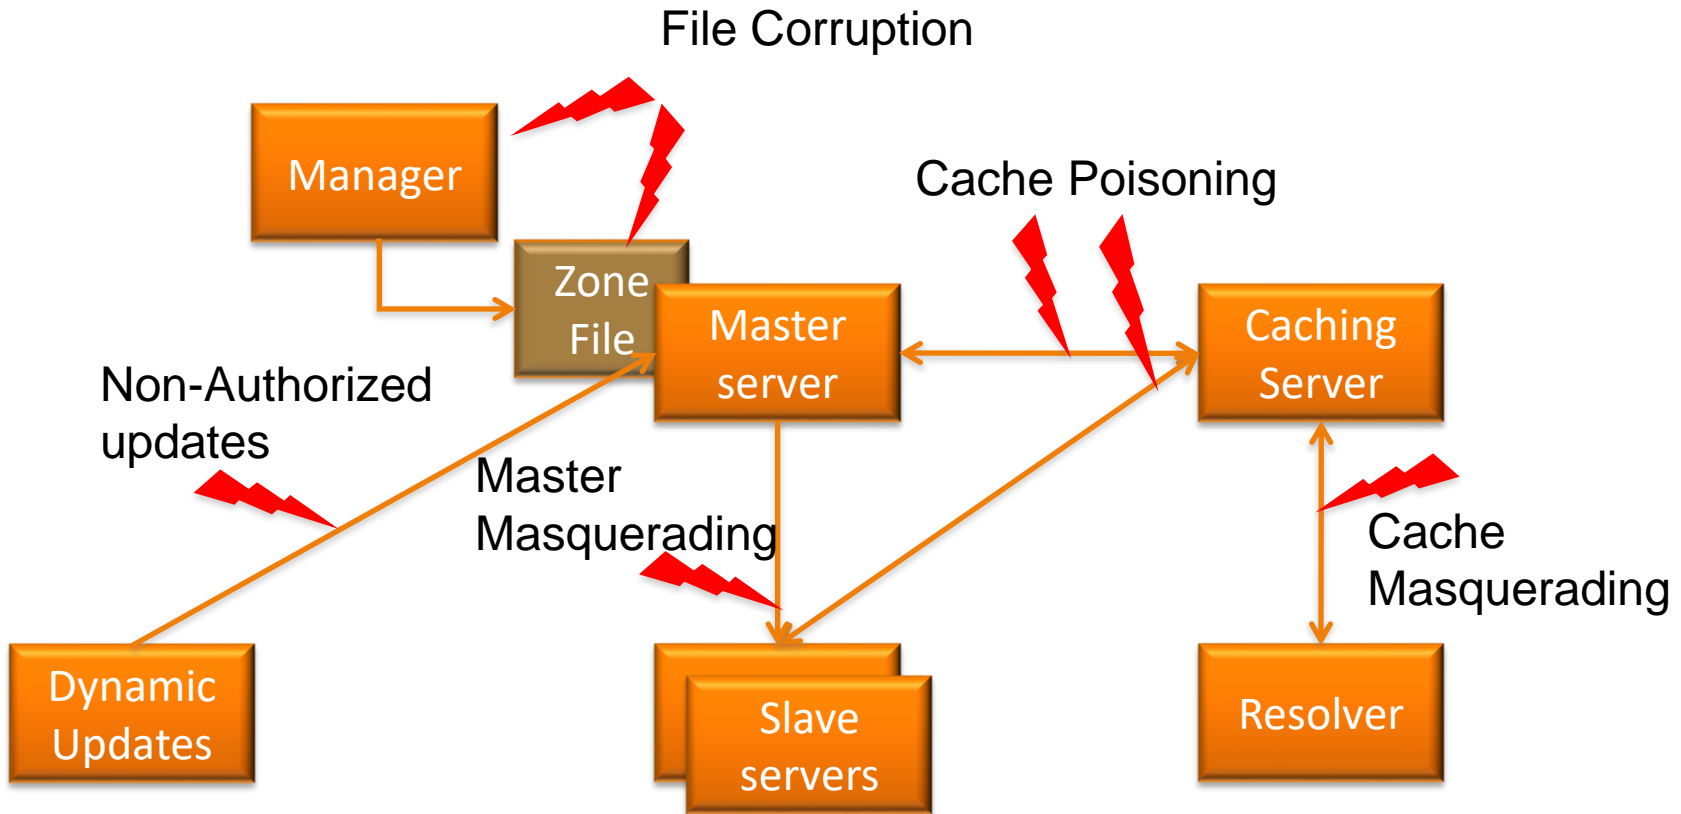 File Corruption
Manager
Cache Poisoning
Zone
File
Master
server
Caching
Server
Non-Authorized
updates
Master
Masquerading
Cache
Masquerading
Dynamic
Updates
Slave
servers
Resolver